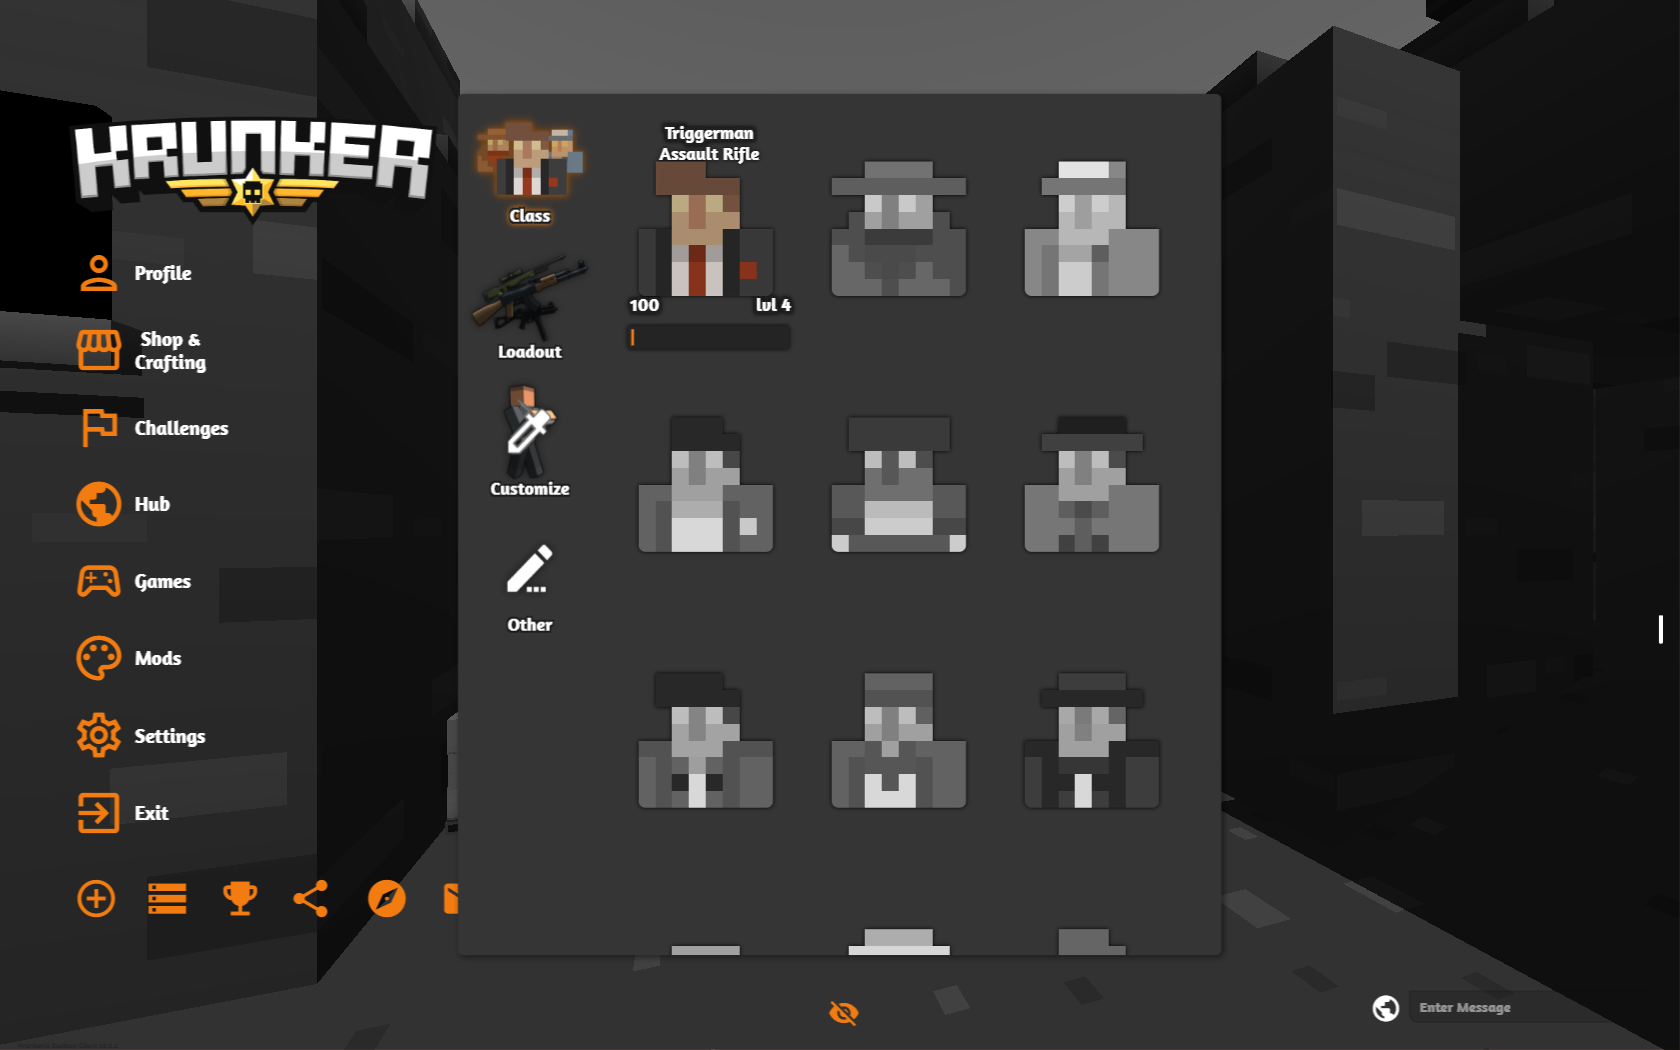 KRUNKER
Profile
Shop &
Crafting
Challenges
Hub
Games
Mods
Settings
Exit
Class
Loadout
Customize
Other
Triggerman
Assault Rifle
100
lvl 4
Enter Message